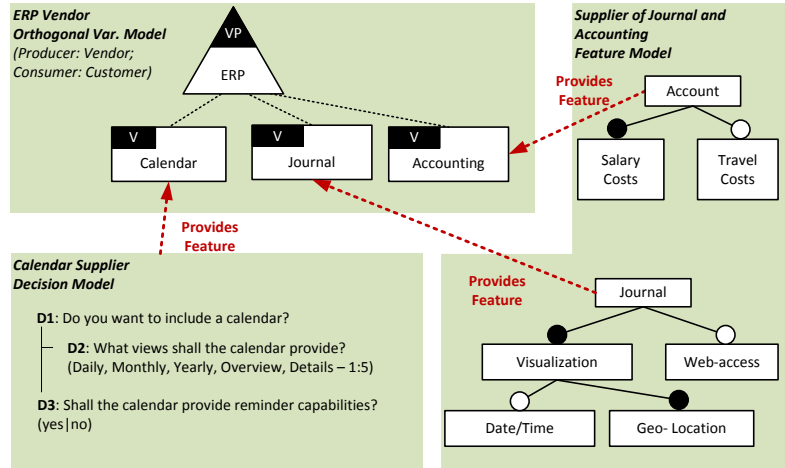 ERP Vendor
Orthogonal Var. Model
(Producer: Vendor;
Consumer: Customer)
VP
ERP
V
Calendar
V
Journal
V
Accounting
Provides
Feature
Supplier of Journal and
Accounting
Feature Model
Account
Salary
Costs
Travel
Costs
Provides
Feature
Calendar Supplier
Decision Model
D1: Do you want to include a calendar?
D2: What views shall the calendar provide?
(Daily, Monthly, Yearly, Overview, Details – 1:5)
D3: Shall the calendar provide reminder capabilities?
(yes|no)
Provides
Feature
Journal
Visualization
Web-access
Date/Time
Geo- Location